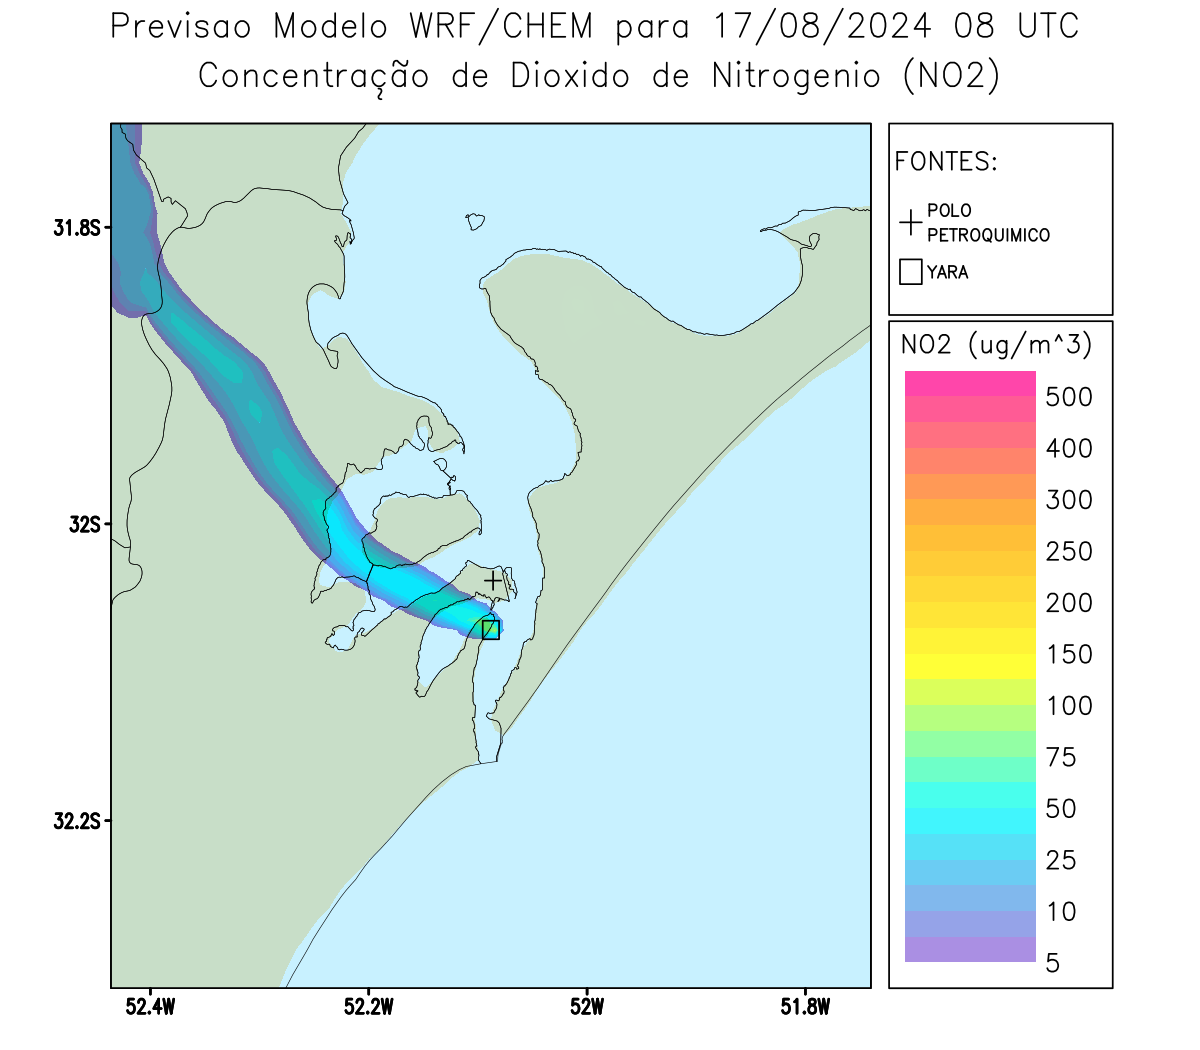 Previsao Modelo WRF/CHEM para 17/08/2024 08 UTC
Concentração de Dioxido de Nitrogenio (NO2)
FONTES:
POLO
PETROQUIMICO
YARA
NO2 (ug/m^3)
500
400
300
250
200
150
100
75
50
25
10
5
31.8S
32S
32.2S
52.4W
52.2W
52W
51.8W